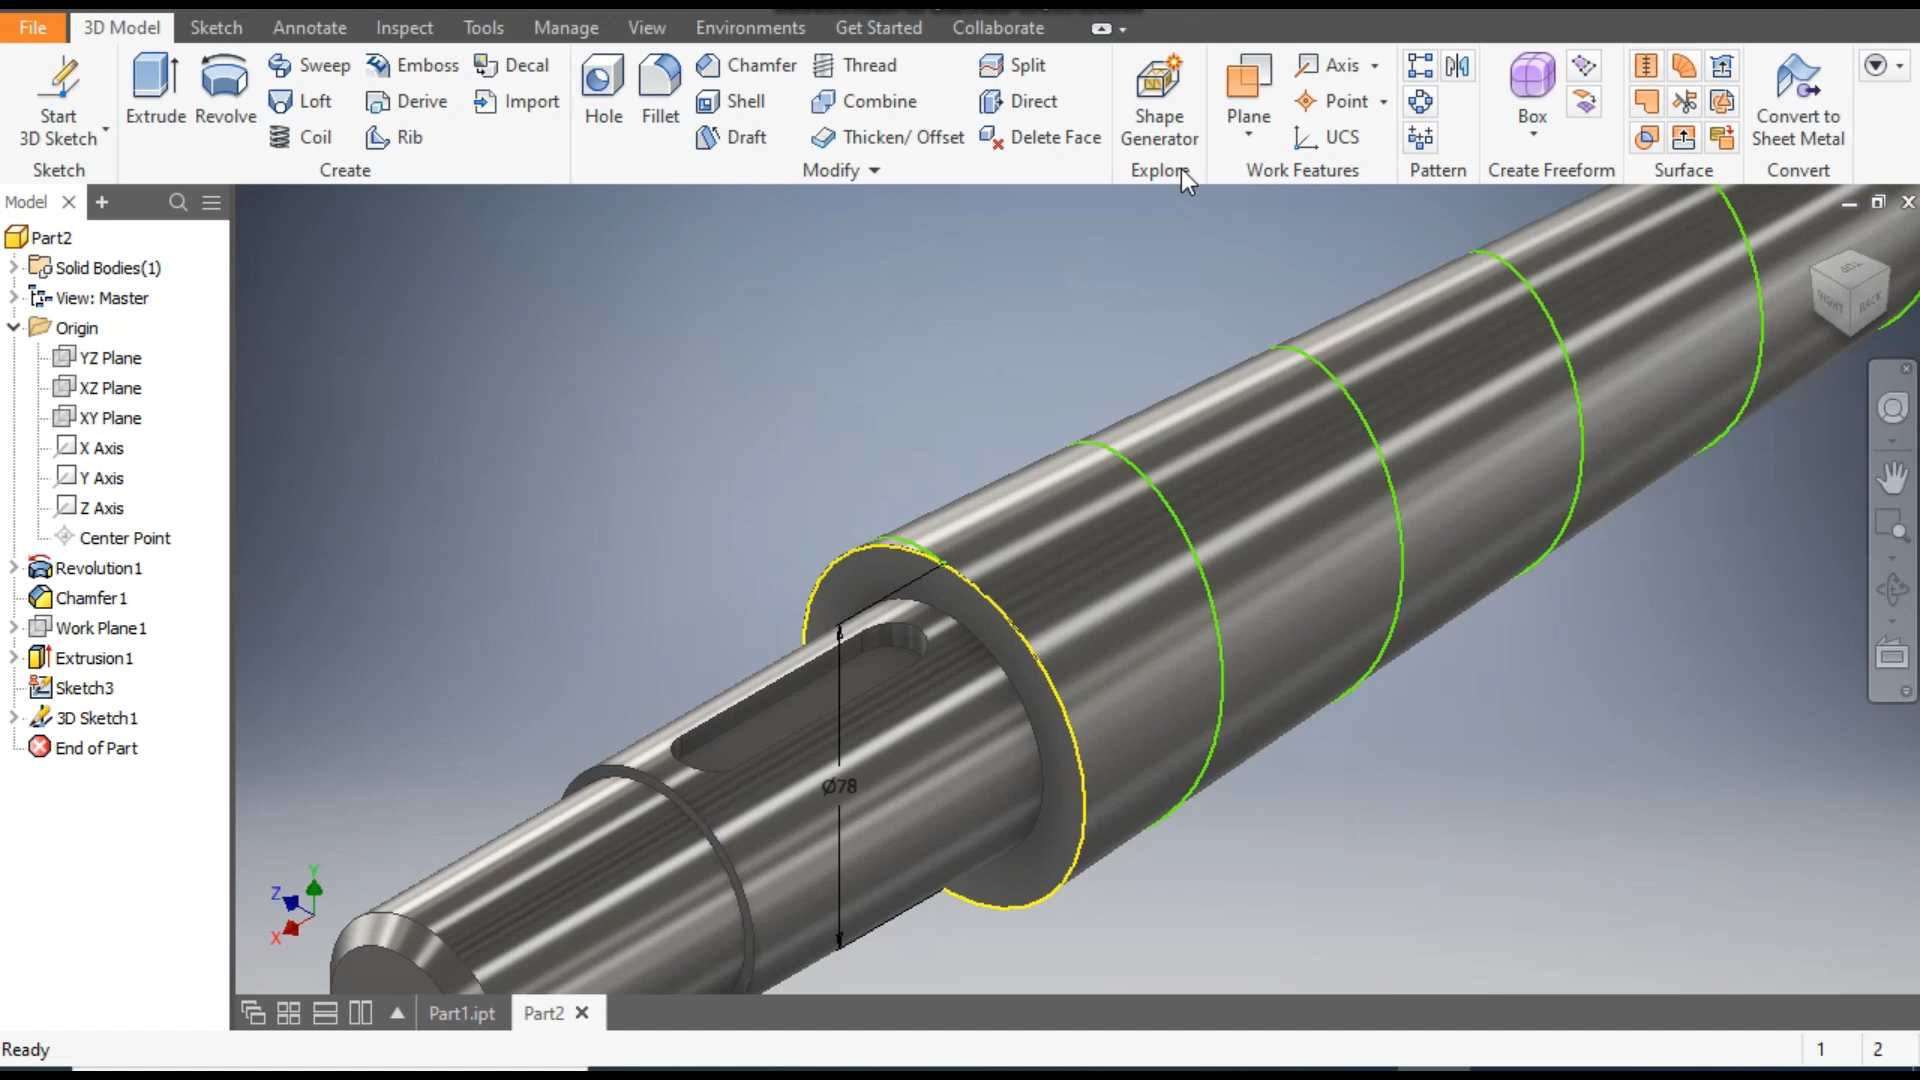 File 3D Model Sketch Annotate Inspect Tools Manage View Environments Get Started Collaborate
Start
3D Sketch
Sketch
Extrude Revolve
Sweep Emboss Decal
Loft Derive Import
Coil Rib
Create
Hole Fillet
Chamfer Thread Split
Shell Combine Direct
Draft Thicken/ Offset Delete Face
Modify
Shape
Generator
Explore
Plane
Axis
Point
UCS
Work Features
Pattern
Box
Create Freeform
Surface
Convert to
Sheet Metal
Convert
Model
Part2
Solid Bodies(1)
View: Master
Origin
YZ Plane
XZ Plane
XY Plane
X Axis
Y Axis
Z Axis
Center Point
Revolution1
Chamfer1
Work Plane1
Extrusion1
Sketch3
3D Sketch1
End of Part
TOP
RIGHT BACK
Ø78
Y
Z
X
Part1.ipt Part2
Ready 1 2